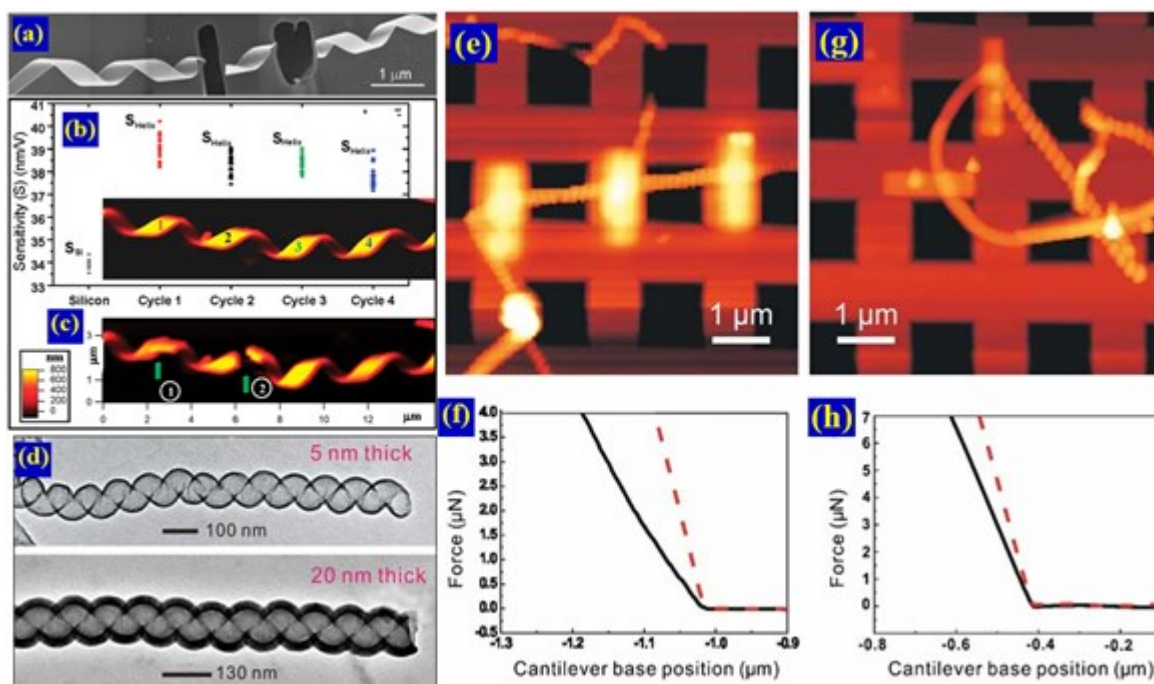 (a)
1 µm
(b)
Sensitivity (S) (nm/V)
41
40
39
38
37
36
35
34
33
S Helix
S Helix
S Helix
S Helix
S Si
1
2
3
4
Silicon
Cycle 1
Cycle 2
Cycle 3
Cycle 4
(c)
nm
800
600
400
200
0
µm
3
2
1
0
1
2
0
2
4
6
8
10
12
µm
(d)
5 nm thick
100 nm
20 nm thick
130 nm
(e)
1 µm
(f)
Force (µN)
4.0
3.5
3.0
2.5
2.0
1.5
1.0
0.5
0.0
-0.5
-1.3
-1.2
-1.1
-1.0
-0.9
Cantilever base position (µm)
(g)
1 µm
(h)
Force (µN)
7
6
5
4
3
2
1
0
-0.8
-0.6
-0.4
-0.2
Cantilever base position (µm)